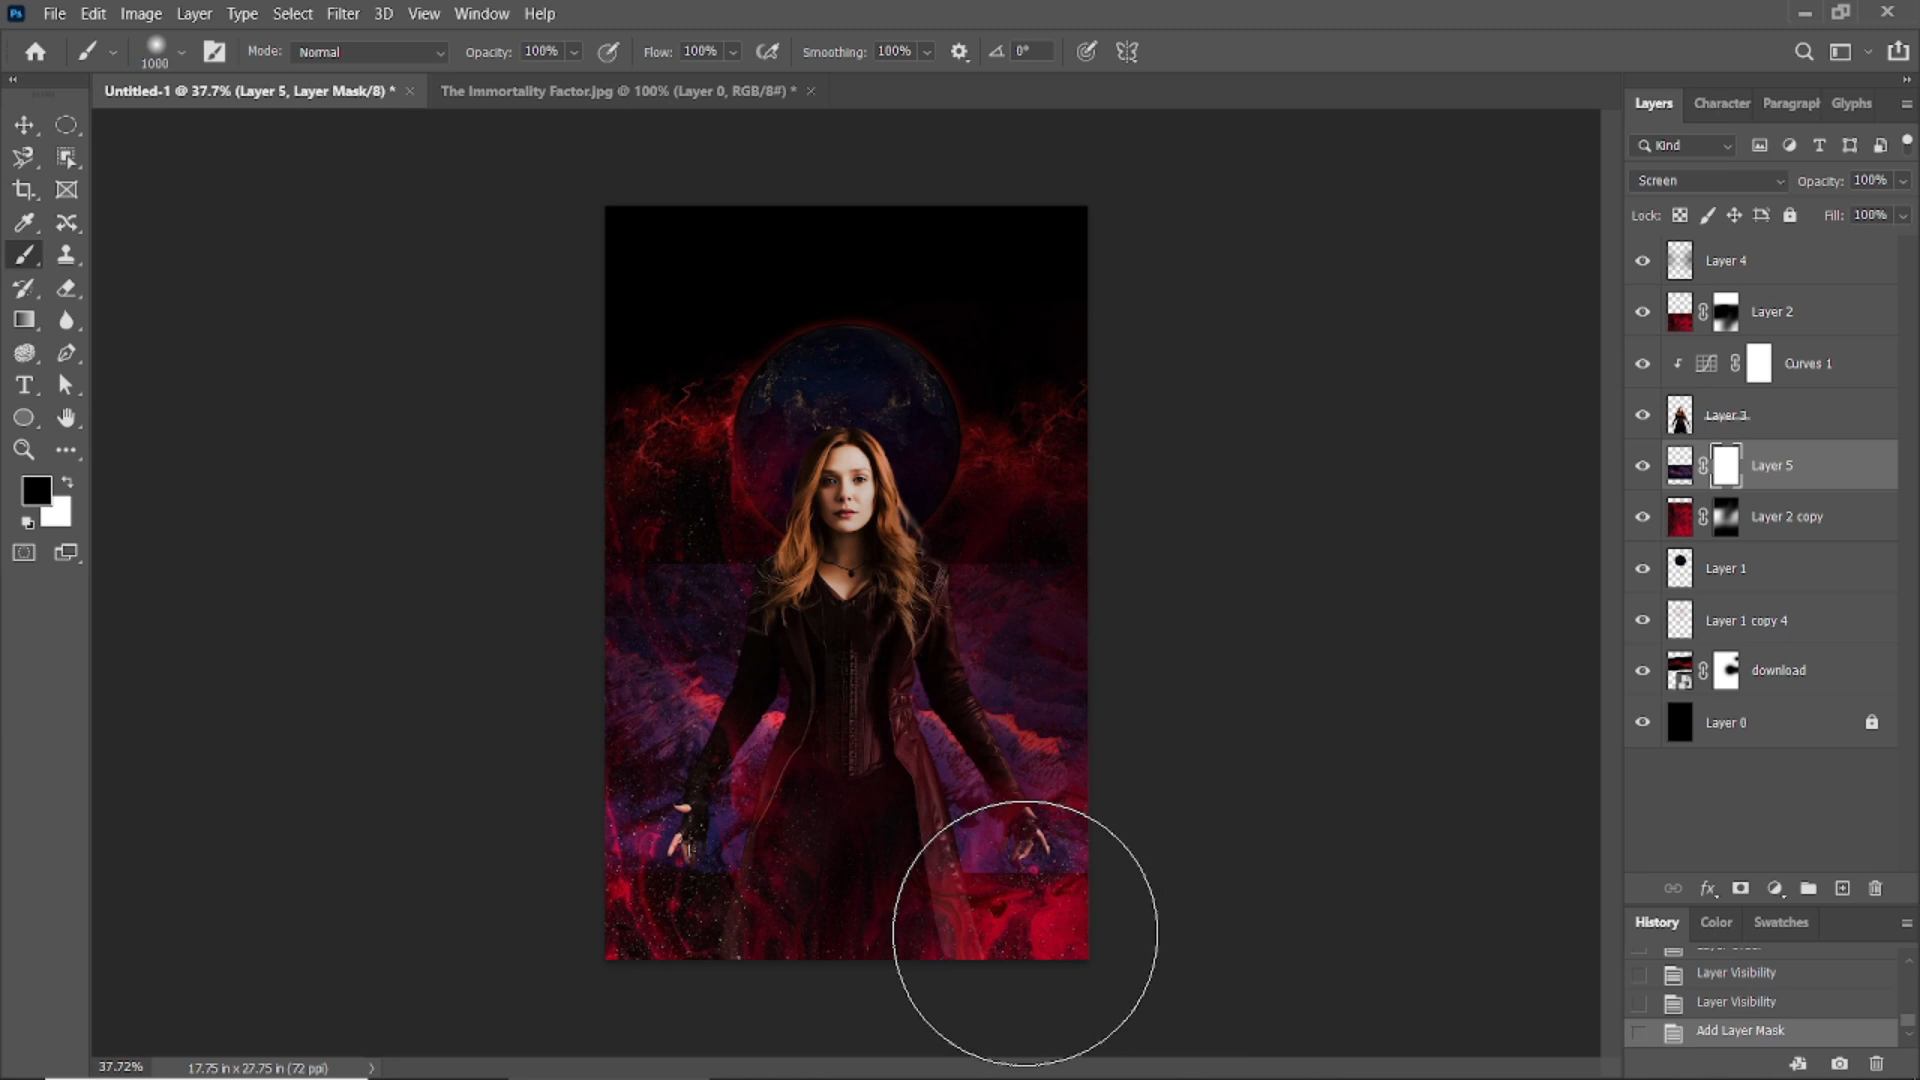 Ps File Edit Image Layer Type Select Filter 3D View Window Help
1000 Mode: Normal Opacity: 100% Flow: 100% Smoothing: 100% 0°
Untitled-1 @ 37.7% (Layer 5, Layer Mask/8) * The Immortality Factor.jpg @ 100% (Layer 0, RGB/8#) *
Layers Character Paragraph Glyphs
Kind
Screen Opacity: 100%
Lock: Fill: 100%
Layer 4
Layer 2
Curves 1
Layer 3
Layer 5
Layer 2 copy
Layer 1
Layer 1 copy 4
download
Layer 0
fx
History Color Swatches
Layer Visibility
Layer Visibility
Add Layer Mask
37.72% 17.75 in x 27.75 in (72 ppi)